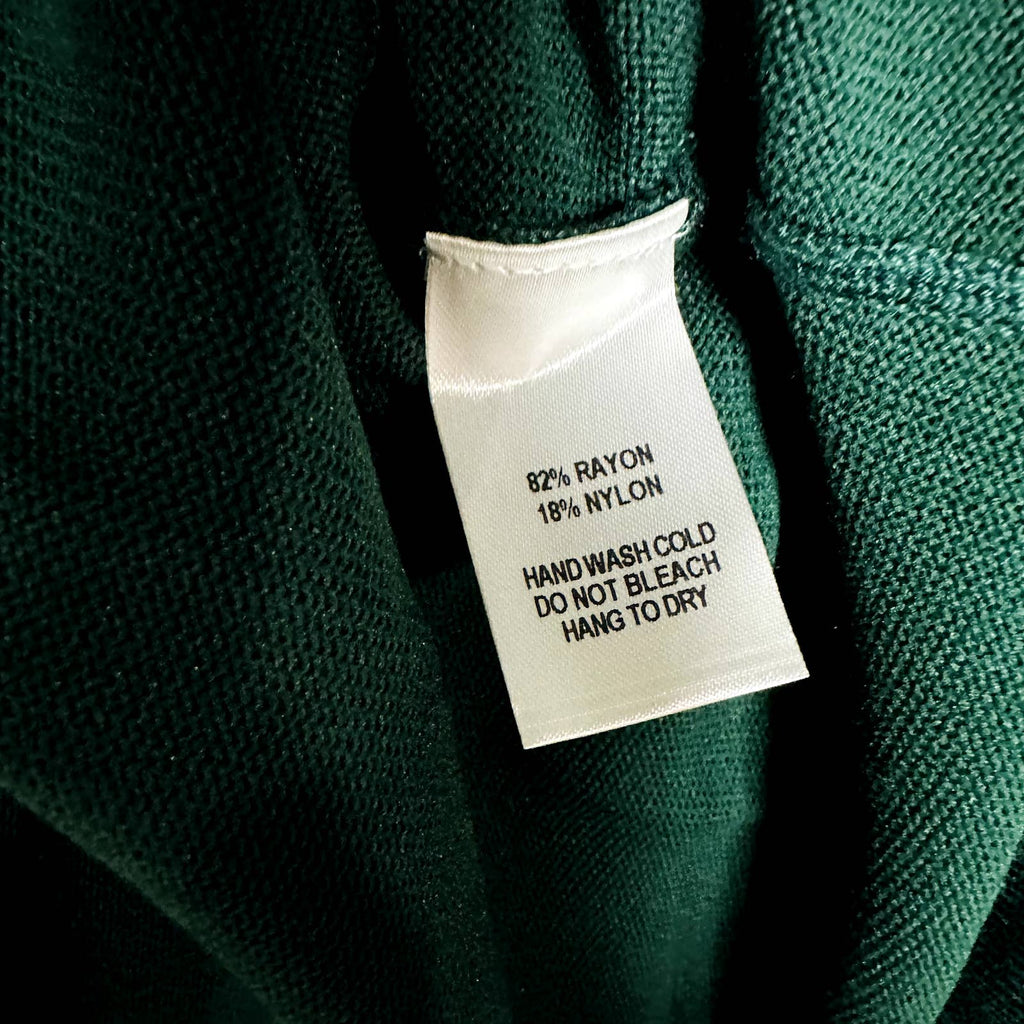 82% RAYON
18% NYLON
HAND WASH COLD
DO NOT BLEACH
HANG TO DRY